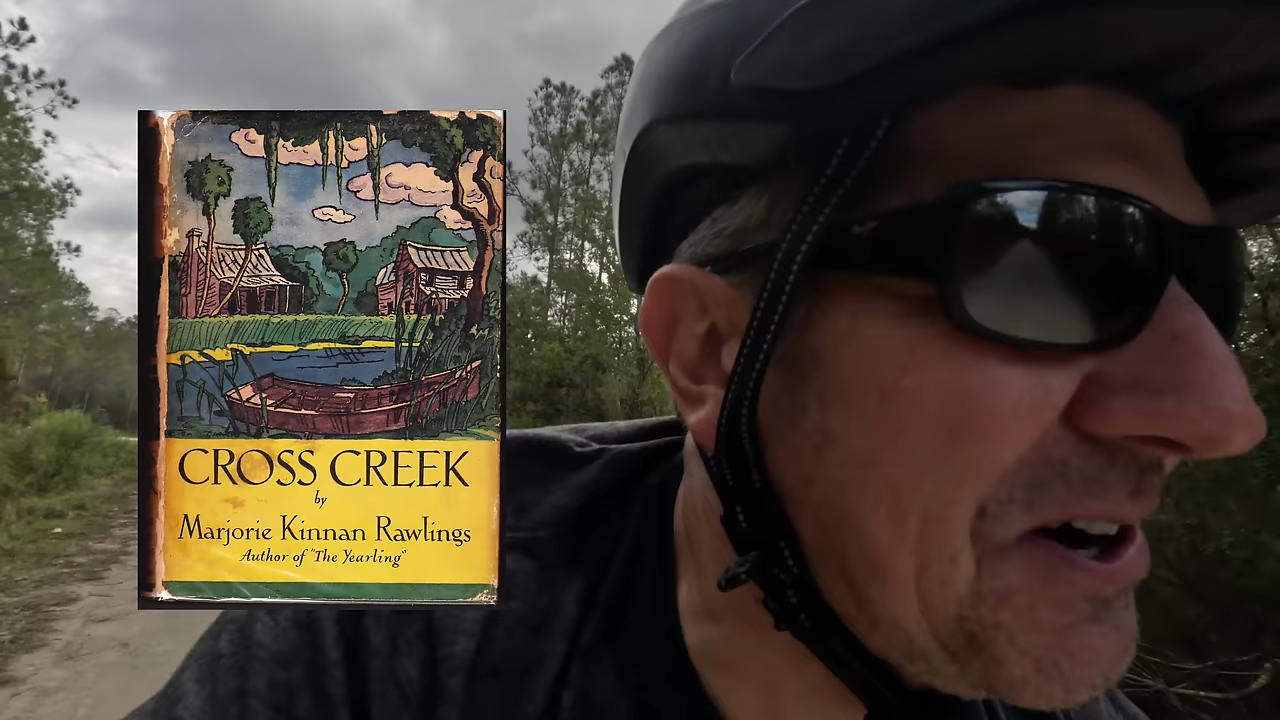 CROSS CREEK
by
Marjorie Kinnan Rawlings
Author of "The Yearling"